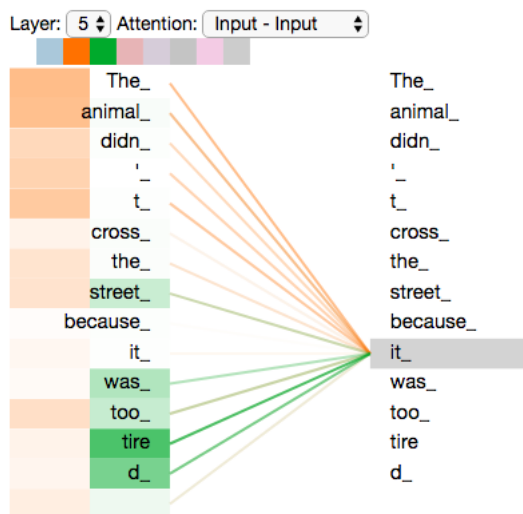 Layer: 5 Attention: Input - Input
The_ The_
animal_ animal_
didn_ didn_
'_ '_
t_ t_
cross_ cross_
the_ the_
street_ street_
because_ because_
it_ it_
was_ was_
too_ too_
tire tire
d_ d_